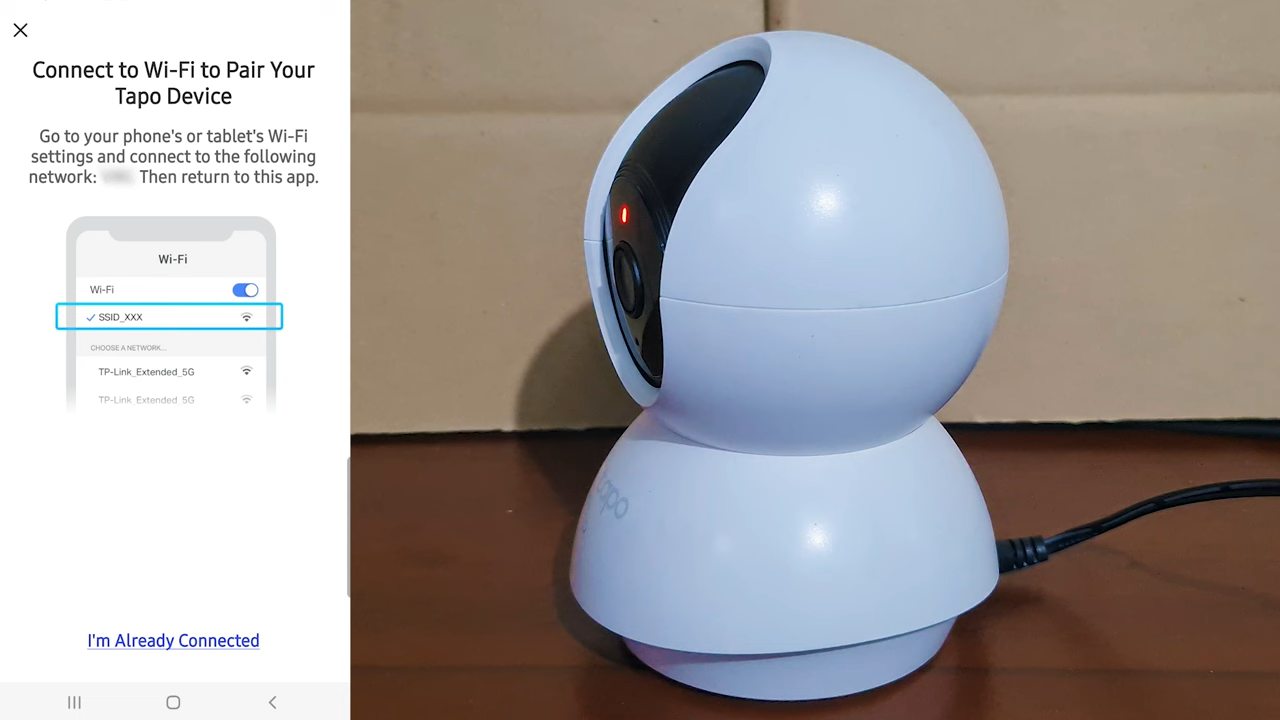 Connect to Wi-Fi to Pair Your
Tapo Device
Go to your phone's or tablet's Wi-Fi
settings and connect to the following
network: Then return to this app.
Wi-Fi
Wi-Fi
SSID_XXX
CHOOSE A NETWORK...
TP-Link_Extended_5G
TP-Link_Extended_5G
I'm Already Connected
tapo